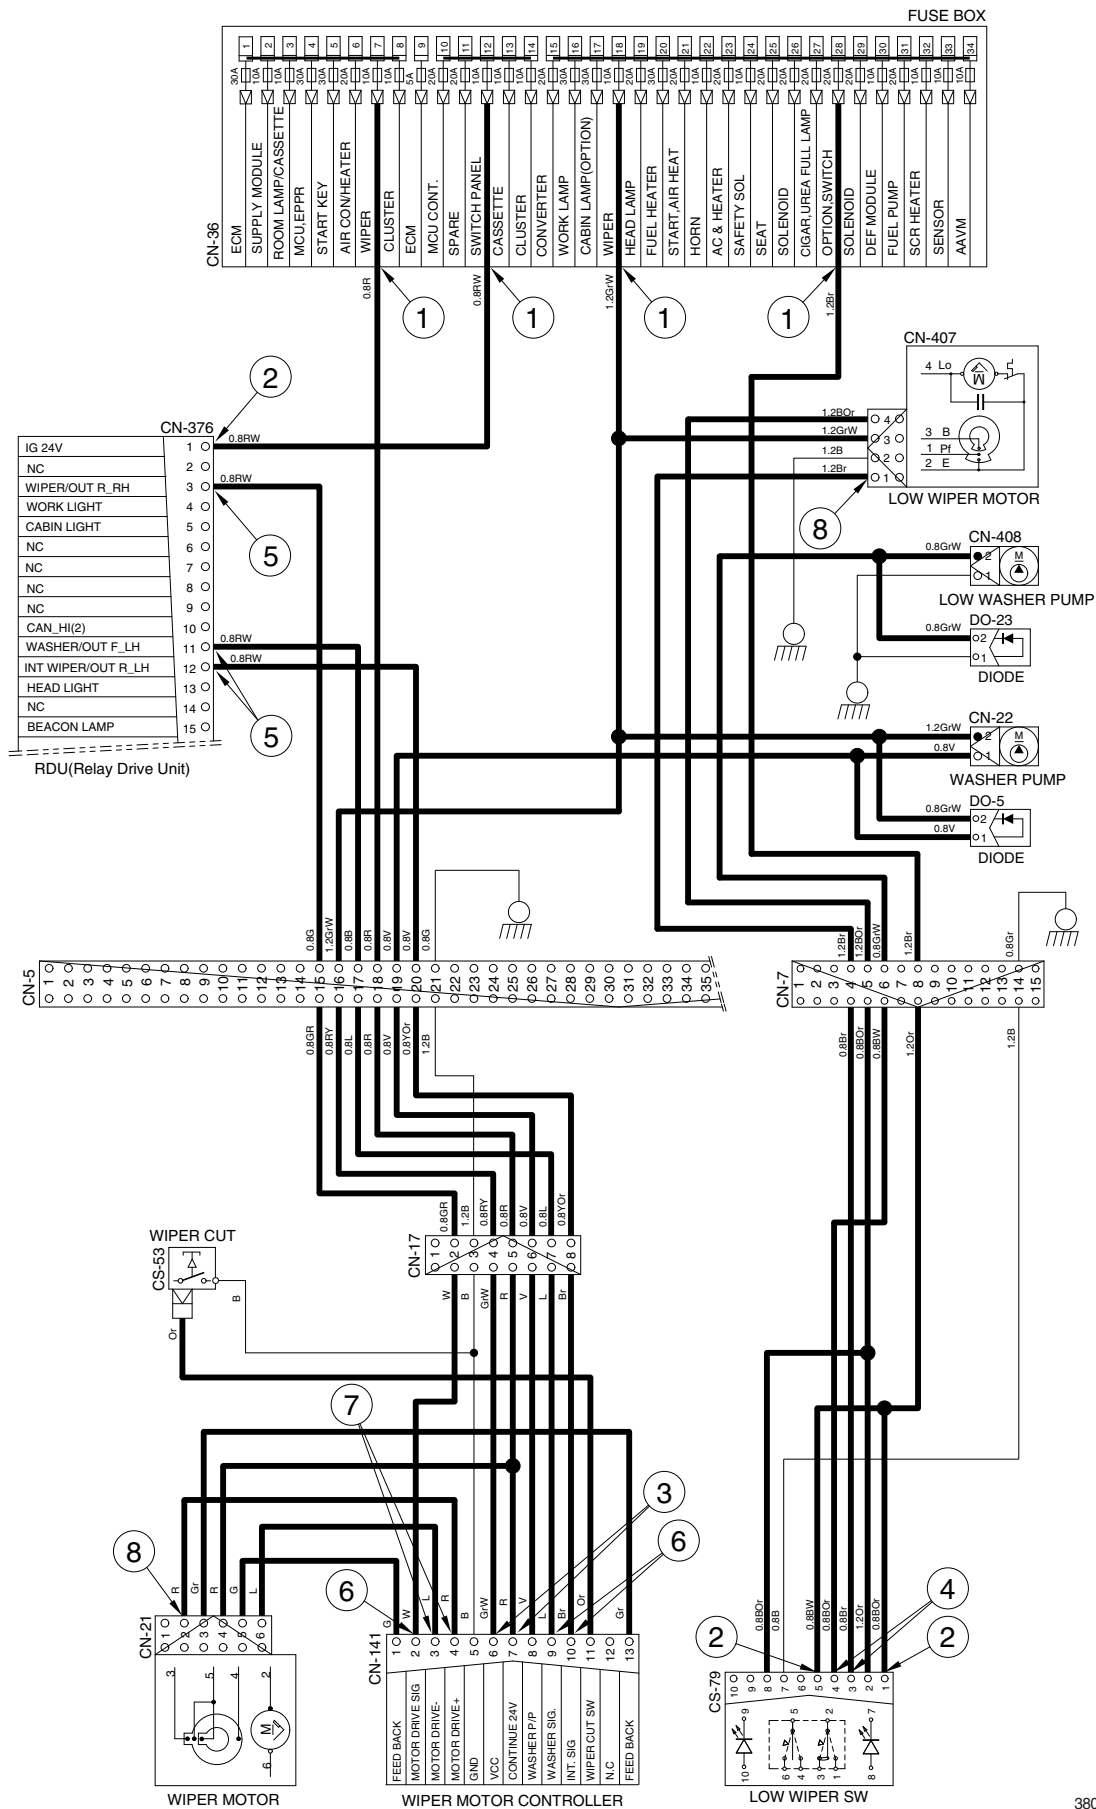 FUSE BOX
1 2 3 4 5 6 7 8 9 10 11 12 13 14 15 16 17 18 19 20 21 22 23 24 25 26 27 28 29 30 31 32 33 34
30A 10A 10A 30A 30A 20A 10A 10A 5A 20A 20A 10A 10A 20A 30A 30A 10A 10A
CN-36
ECM
SUPPLY MODULE
ROOM LAMP/CASSETTE
MCU,EPPR
START KEY
AIR CON/HEATER
WIPER
CLUSTER
ECM
MCU CONT.
SPARE
SWITCH PANEL
CASSETTE
CLUSTER
CONVERTER
WORK LAMP
CABIN LAMP(OPTION)
WIPER
HEAD LAMP
FUEL HEATER
START,AIR HEAT
HORN
AC & HEATER
SAFETY SOL
SEAT
SOLENOID
CIGAR,UREA FULL LAMP
OPTION,SWITCH
SOLENOID
DEF MODULE
FUEL PUMP
SCR HEATER
SENSOR
AAVM
0.8R
0.8RW
1.2GrW
1.2Br
1
1
1
1
2
CN-376
IG 24V 1 0.8RW
NC 2
WIPER/OUT R_RH 3 0.8RW
WORK LIGHT 4
CABIN LIGHT 5
NC 6
NC 7
NC 8
NC 9
CAN_HI(2) 10
WASHER/OUT F_LH 11 0.8RW
INT WIPER/OUT R_LH 12 0.8RW
HEAD LIGHT 13
NC 14
BEACON LAMP 15
RDU(Relay Drive Unit)
5
5
CN-407
4 Lo
M
3 B
1 Pf
2 E
1.2BOr 4
1.2GrW 3
1.2B 2
1.2Br 1
LOW WIPER MOTOR
8
CN-408
0.8GrW 2
1
M
LOW WASHER PUMP
DO-23
0.8GrW 2
1
DIODE
CN-22
1.2GrW 2
0.8V 1
M
WASHER PUMP
DO-5
0.8GrW 2
0.8V 1
DIODE
0.8G 1.2GrW 0.8B 0.8R 0.8V 0.8V 0.8G
CN-5
1 2 3 4 5 6 7 8 9 10 11 12 13 14 15 16 17 18 19 20 21 22 23 24 25 26 27 28 29 30 31 32 33 34 35
0.8GR 0.8RY 0.8L 0.8R 0.8V 0.8YOr 1.2B
1.2Br 1.2BOr 0.8GrW 1.2Br 0.8Gr
CN-7
1 2 3 4 5 6 7 8 9 10 11 12 13 14 15
0.8Br 0.8BOr 0.8BW 1.2Or 1.2B
0.8GR 1.2B 0.8RY 0.8R 0.8V 0.8L 0.8YOr
CN-17
1 2 3 4 5 6 7 8
W B GrW R V L Br
WIPER CUT
CS-53
B
Or
7
3
6
6
8
R Gr R G L
CN-21
1 2 3 4 5 6
3 5 4 2
M
6
WIPER MOTOR
G W L R B GrW R V L Br Or Gr
CN-141
1 2 3 4 5 6 7 8 9 10 11 12 13
FEED BACK
MOTOR DRIVE SIG
MOTOR DRIVE-
MOTOR DRIVE+
GND
VCC
CONTINUE 24V
WASHER P/P
WASHER SIG.
INT. SIG
WIPER CUT SW
N.C
FEED BACK
WIPER MOTOR CONTROLLER
4
2
2
0.8BOr 0.8B 0.8BW 0.8BOr 0.8Br 1.2Or 0.8BOr
CS-79
10 9 8 7 6 5 4 3 2 1
9 5 2 7
10 6 4 3 1 8
LOW WIPER SW